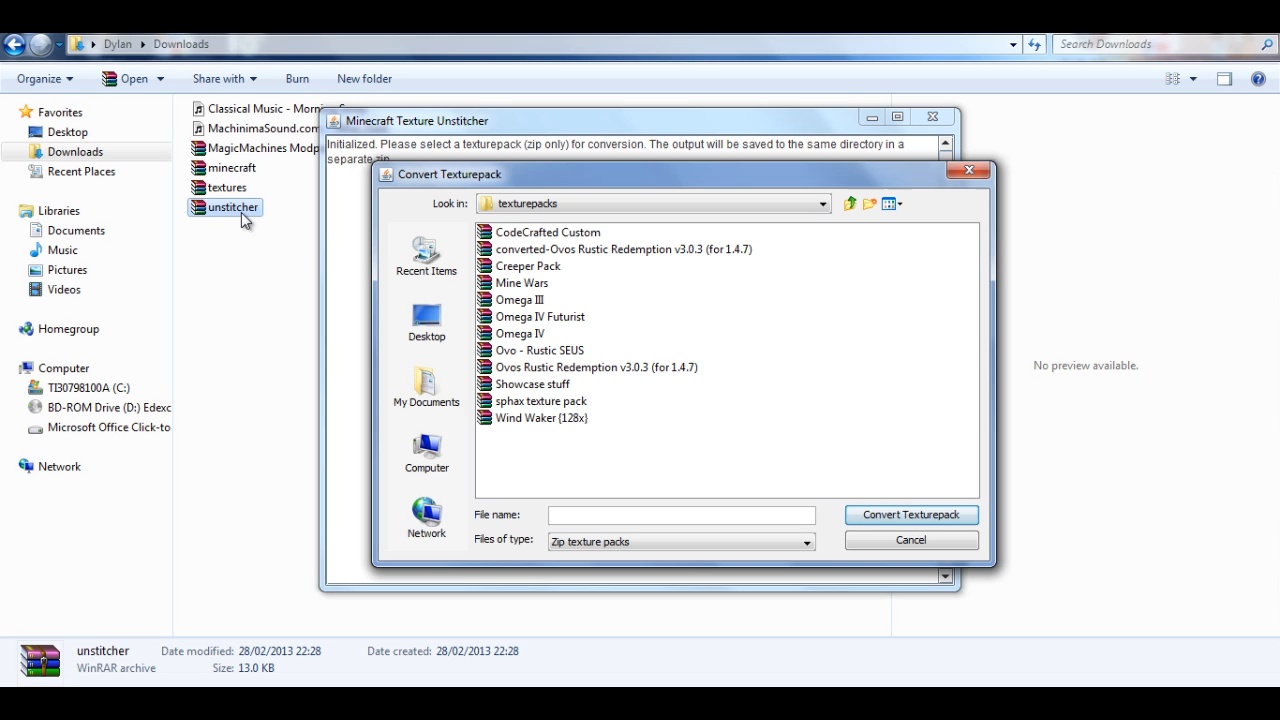 Dylan Downloads
Search Downloads
Organize Open Share with Burn New folder
Favorites
Desktop
Downloads
Recent Places
Libraries
Documents
Music
Pictures
Videos
Homegroup
Computer
TI30798100A (C:)
BD-ROM Drive (D:) Edexc
Microsoft Office Click-to
Network
Classical Music - Morni
MachinimaSound.com
MagicMachines Modp
minecraft
textures
unstitcher
Minecraft Texture Unstitcher
Initialized. Please select a texturepack (zip only) for conversion. The output will be saved to the same directory in a
separate zip
Convert Texturepack
Look in: texturepacks
Recent Items
Desktop
My Documents
Computer
Network
CodeCrafted Custom
converted-Ovos Rustic Redemption v3.0.3 (for 1.4.7)
Creeper Pack
Mine Wars
Omega III
Omega IV Futurist
Omega IV
Ovo - Rustic SEUS
Ovos Rustic Redemption v3.0.3 (for 1.4.7)
Showcase stuff
sphax texture pack
Wind Waker {128x}
File name: Convert Texturepack
Files of type: Zip texture packs Cancel
No preview available.
unstitcher Date modified: 28/02/2013 22:28 Date created: 28/02/2013 22:28
WinRAR archive Size: 13.0 KB